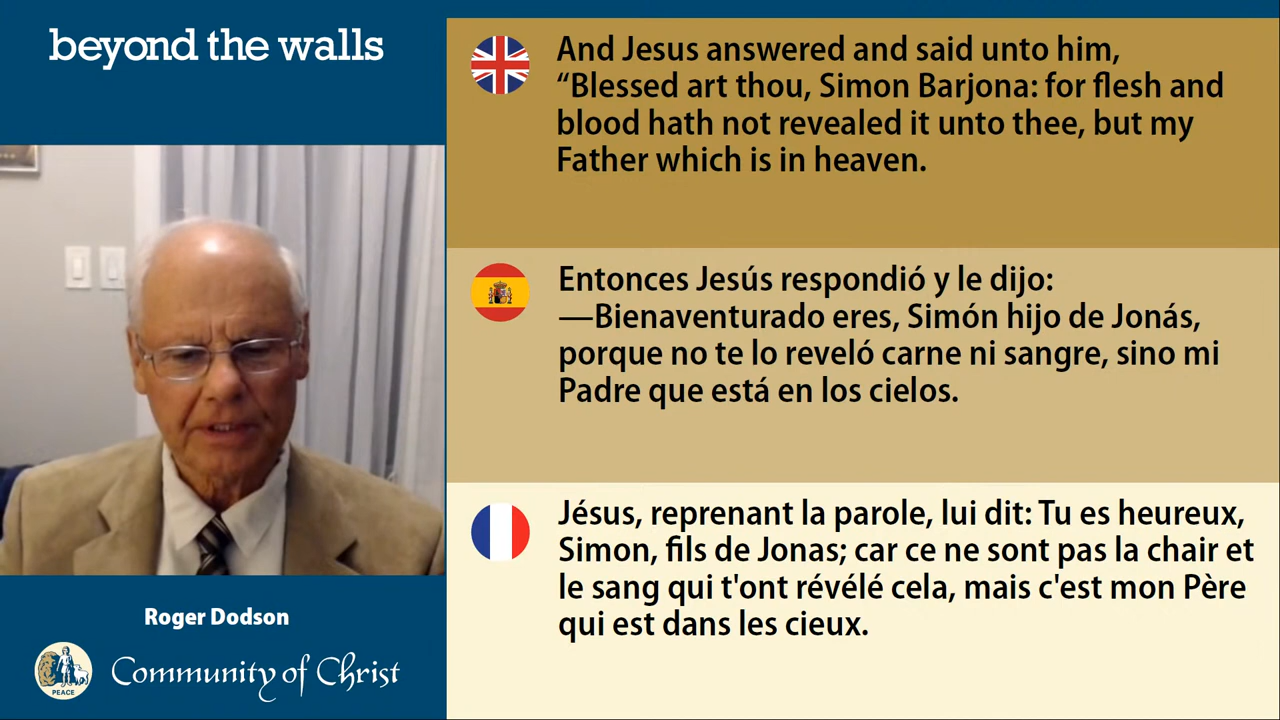 beyond the walls
And Jesus answered and said unto him,
“Blessed art thou, Simon Barjona: for flesh and
blood hath not revealed it unto thee, but my
Father which is in heaven.
Entonces Jesús respondió y le dijo:
—Bienaventurado eres, Simón hijo de Jonás,
porque no te lo reveló carne ni sangre, sino mi
Padre que está en los cielos.
Jésus, reprenant la parole, lui dit: Tu es heureux,
Simon, fils de Jonas; car ce ne sont pas la chair et
le sang qui t'ont révélé cela, mais c'est mon Père
qui est dans les cieux.
Roger Dodson
PEACE
Community of Christ